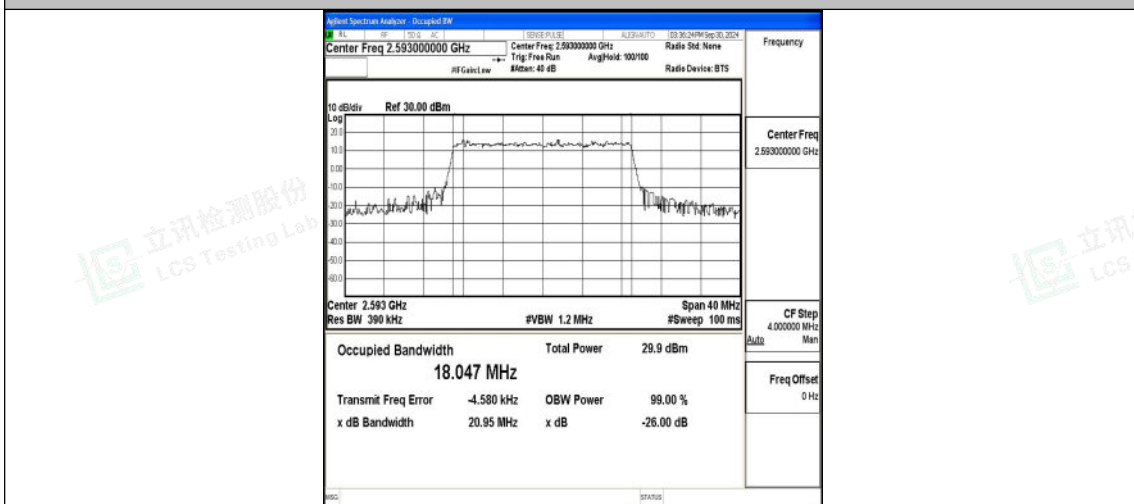 Agilent Spectrum Analyzer - Occupied BW
RL RF 50 Ω AC SENSE:PULSE ALIGNAUTO 03:36:24 PM Sep 30, 2024
Center Freq 2.593000000 GHz
Center Freq: 2.593000000 GHz
Radio Std: None
Trig: Free Run Avg|Hold: 100/100
#IFGain:Low #Atten: 40 dB Radio Device: BTS
10 dB/div Ref 30.00 dBm
Log
20.0
10.0
0.00
-10.0
-20.0
-30.0
-40.0
-50.0
-60.0
Center 2.593 GHz Span 40 MHz
Res BW 390 kHz #VBW 1.2 MHz #Sweep 100 ms
Occupied Bandwidth Total Power 29.9 dBm
18.047 MHz
Transmit Freq Error -4.580 kHz OBW Power 99.00 %
x dB Bandwidth 20.95 MHz x dB -26.00 dB
MSG STATUS
Frequency
Center Freq
2.593000000 GHz
CF Step
4.000000 MHz
Auto Man
Freq Offset
0 Hz
立讯检测股份
LCS Testing Lab
立讯
LCS